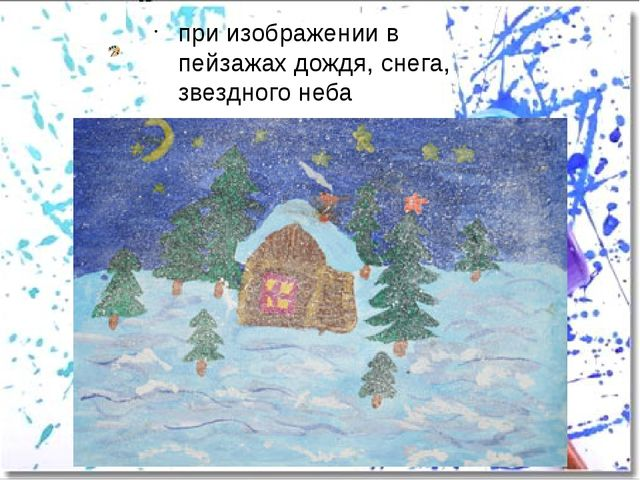 при изображении в
пейзажах дождя, снега,
звездного неба